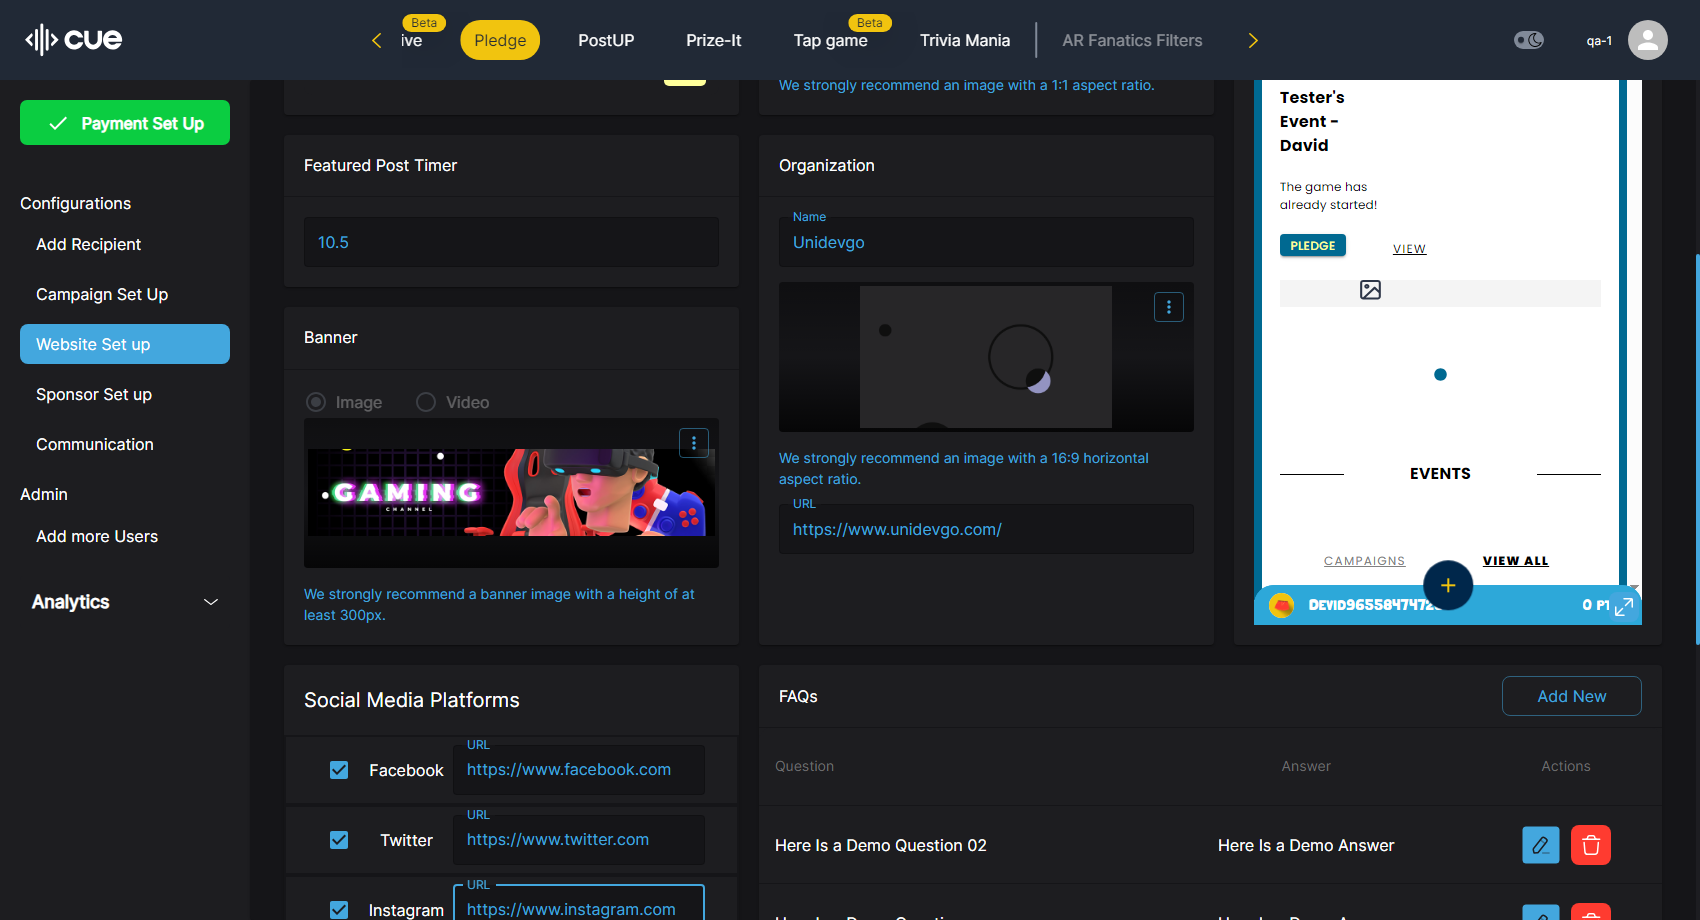 cue
Beta
ive
Pledge
PostUP
Prize-It
Beta
Tap game
Trivia Mania
AR Fanatics Filters
qa-1
Payment Set Up
Configurations
Add Recipient
Campaign Set Up
Website Set up
Sponsor Set up
Communication
Admin
Add more Users
Analytics
We strongly recommend an image with a 1:1 aspect ratio.
Featured Post Timer
10.5
Banner
Image
Video
GAMING
CHANNEL
We strongly recommend a banner image with a height of at
least 300px.
Organization
Name
Unidevgo
We strongly recommend an image with a 16:9 horizontal
aspect ratio.
URL
https://www.unidevgo.com/
Tester's
Event -
David
The game has
already started!
PLEDGE
VIEW
EVENTS
CAMPAIGNS
VIEW ALL
+
0 PT
Social Media Platforms
Facebook
URL
https://www.facebook.com
Twitter
URL
https://www.twitter.com
Instagram
URL
https://www.instagram.com
FAQs
Add New
Question
Answer
Actions
Here Is a Demo Question 02
Here Is a Demo Answer